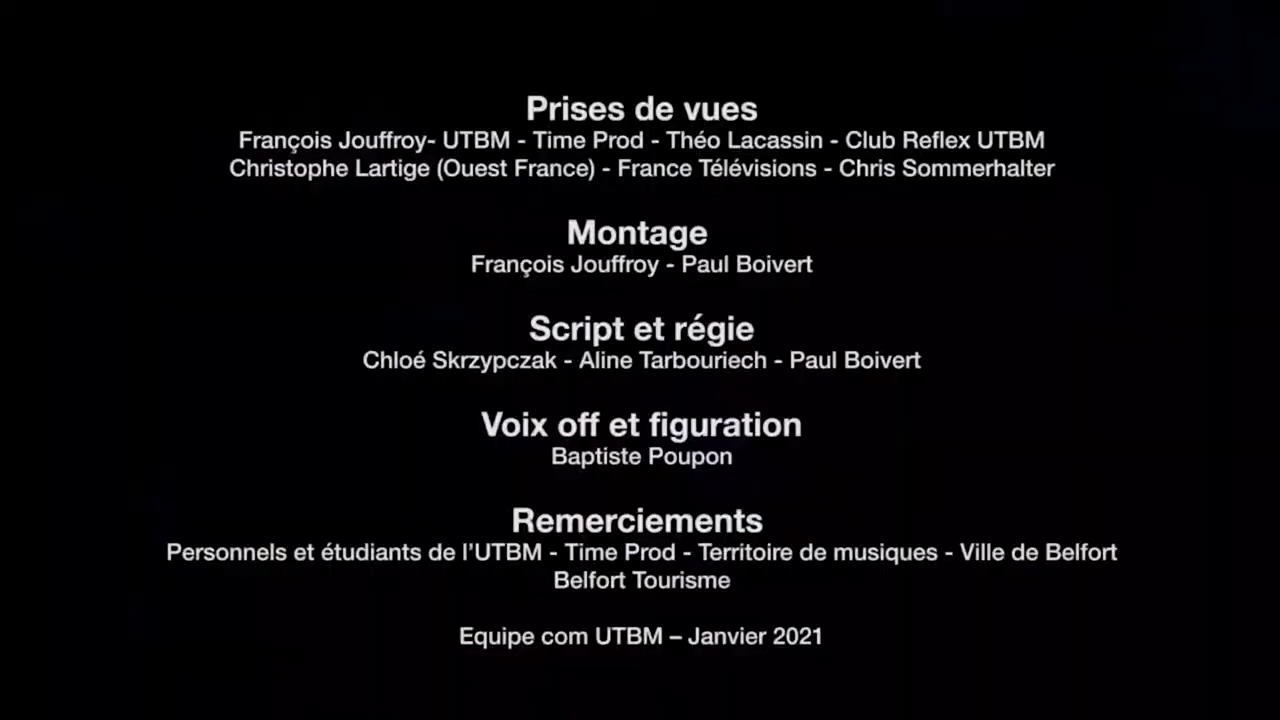 Prises de vues
François Jouffroy- UTBM - Time Prod - Théo Lacassin - Club Reflex UTBM
Christophe Lartige (Ouest France) - France Télévisions - Chris Sommerhalter
Montage
François Jouffroy - Paul Boivert
Script et régie
Chloé Skrzypczak - Aline Tarbouriech - Paul Boivert
Voix off et figuration
Baptiste Poupon
Remerciements
Personnels et étudiants de l'UTBM - Time Prod - Territoire de musiques - Ville de Belfort
Belfort Tourisme
Equipe com UTBM – Janvier 2021